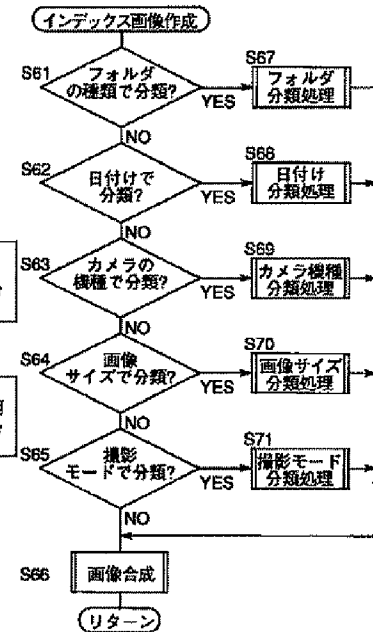 インデックス画像作成
S61
フォルダ
の種類で分類?
YES
S67
フォルダ
分類処理
NO
S62
日付けで
分類?
YES
S68
日付け
分類処理
NO
S63
カメラの
機種で分類?
YES
S69
カメラ機種
分類処理
NO
S64
画像
サイズで分類?
YES
S70
画像サイズ
分類処理
NO
S65
撮影
モードで分類?
YES
S71
撮影モード
分類処理
NO
S66
画像合成
リターン